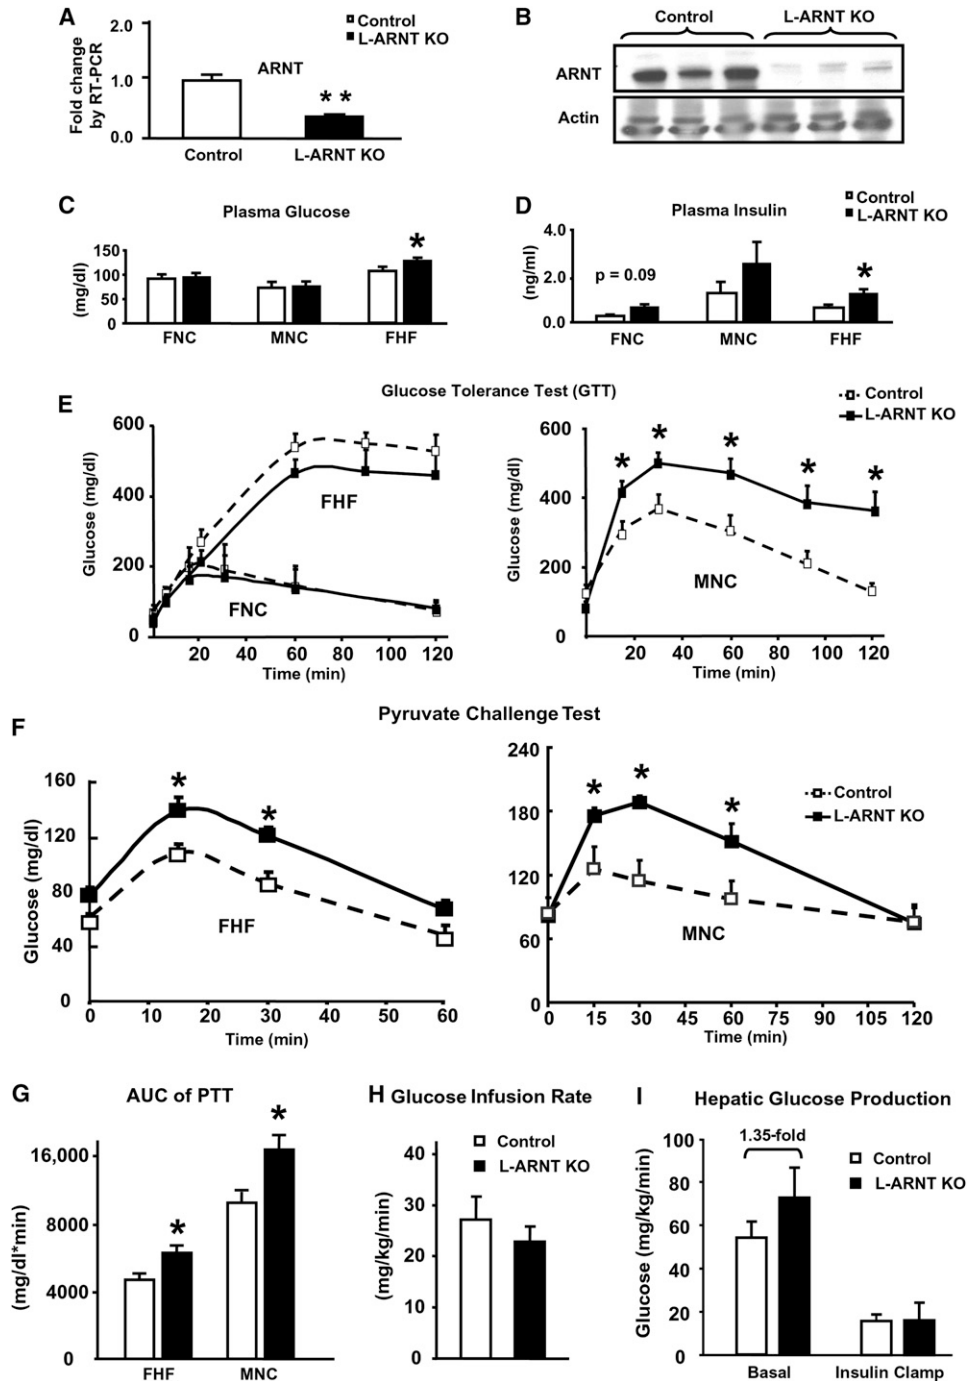 A
Fold change
by RT-PCR
2.0
1.0
0.0
Control
L-ARNT KO
ARNT
* *
Control
L-ARNT KO
B
Control
L-ARNT KO
ARNT
Actin
C
Plasma Glucose
(mg/dl)
150
100
50
0
*
FNC
MNC
FHF
D
Plasma Insulin
Control
L-ARNT KO
(ng/ml)
4.0
2.0
0.0
p = 0.09
*
FNC
MNC
FHF
Glucose Tolerance Test (GTT)
E
Control
L-ARNT KO
Glucose (mg/dl)
600
400
200
0
FHF
FNC
20
40
60
80
100
120
Time (min)
Glucose (mg/dl)
600
400
200
0
* * * * *
MNC
20
40
60
80
100
120
Time (min)
F
Pyruvate Challenge Test
Glucose (mg/dl)
160
120
80
40
0
* *
FHF
0
10
20
30
40
50
60
Time (min)
240
180
120
60
0
* * *
Control
L-ARNT KO
MNC
0
15
30
45
60
75
90
105
120
Time (min)
G
AUC of PTT
(mg/dl*min)
16,000
8000
4000
0
*
*
FHF
MNC
H Glucose Infusion Rate
Control
L-ARNT KO
(mg/kg/min)
40
30
20
10
0
I
Hepatic Glucose Production
Glucose (mg/kg/min)
100
80
60
40
20
0
1.35-fold
Control
L-ARNT KO
Basal
Insulin Clamp